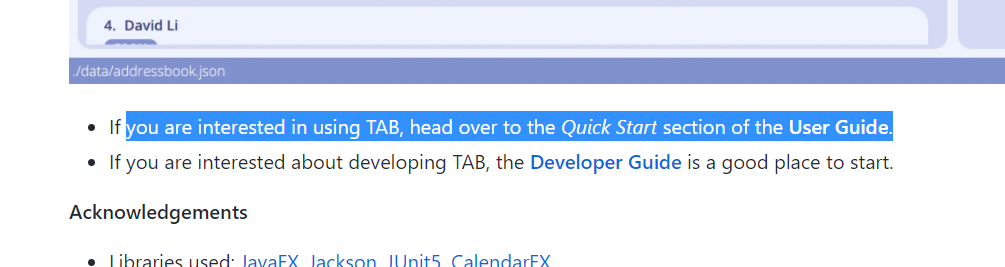 4. David Li
./data/addressbook.json
If you are interested in using TAB, head over to the Quick Start section of the User Guide.
If you are interested about developing TAB, the Developer Guide is a good place to start.
Acknowledgements
Libraries used: JavaFX, Jackson, JUnit5, CalendarFX